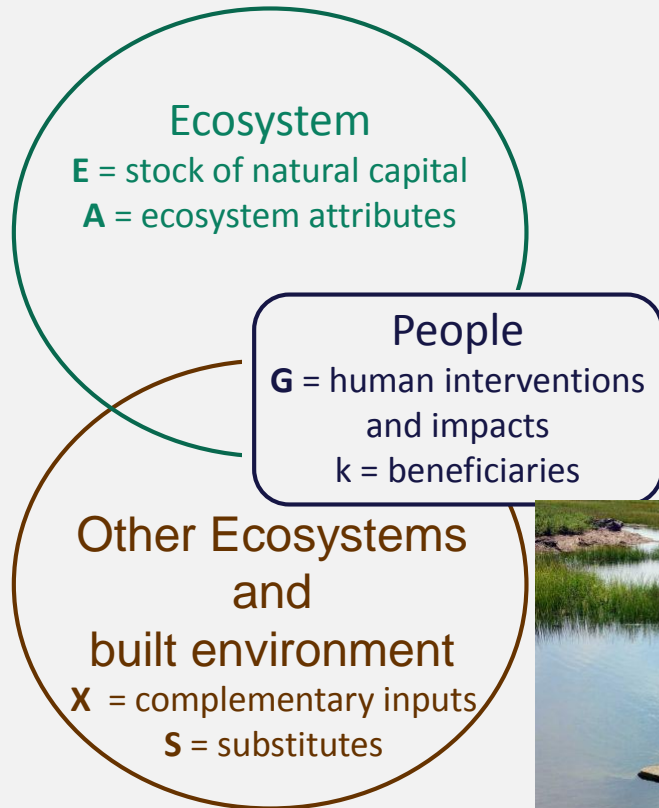 Ecosystem
E = stock of natural capital
A = ecosystem attributes
People
G = human interventions
and impacts
k = beneficiaries
Other Ecosystems
and
built environment
X = complementary inputs
S = substitutes